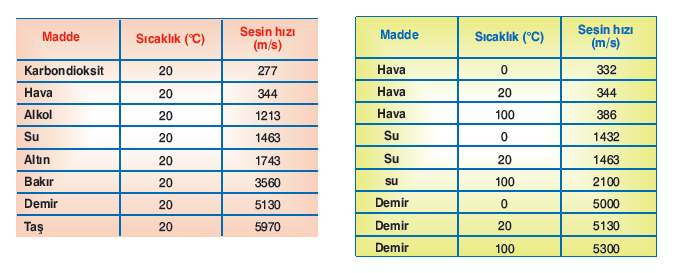 Madde Sıcaklık (°C) Sesin hızı
(m/s)
Karbondioksit 20 277
Hava 20 344
Alkol 20 1213
Su 20 1463
Altın 20 1743
Bakır 20 3560
Demir 20 5130
Taş 20 5970
Madde Sıcaklık (°C) Sesin hızı
(m/s)
Hava 0 332
Hava 20 344
Hava 100 386
Su 0 1432
Su 20 1463
su 100 2100
Demir 0 5000
Demir 20 5130
Demir 100 5300